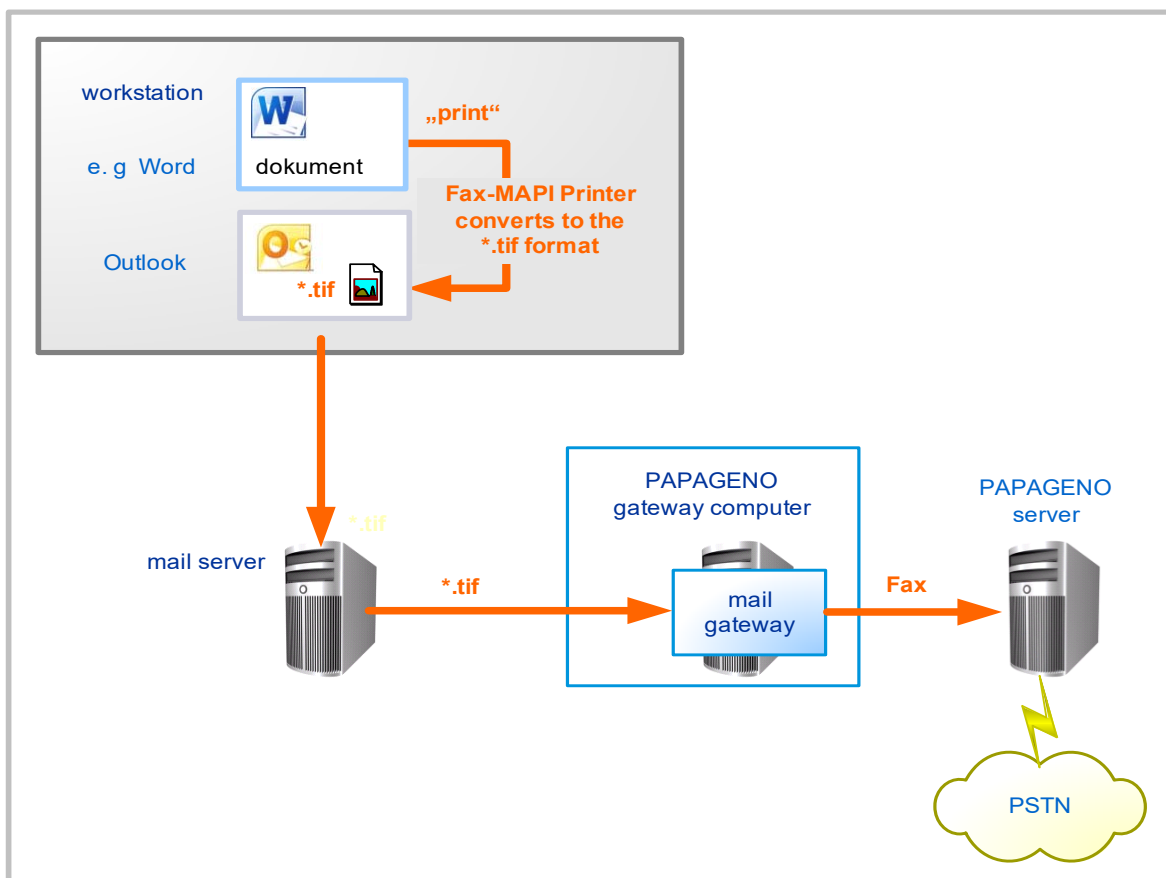 workstation
e. g Word
W
dokument
„print“
Fax-MAPI Printer
converts to the
*.tif format
Outlook
O
*.tif
*.tif
mail server
*.tif
PAPAGENO
gateway computer
mail
gateway
Fax
PAPAGENO
server
PSTN